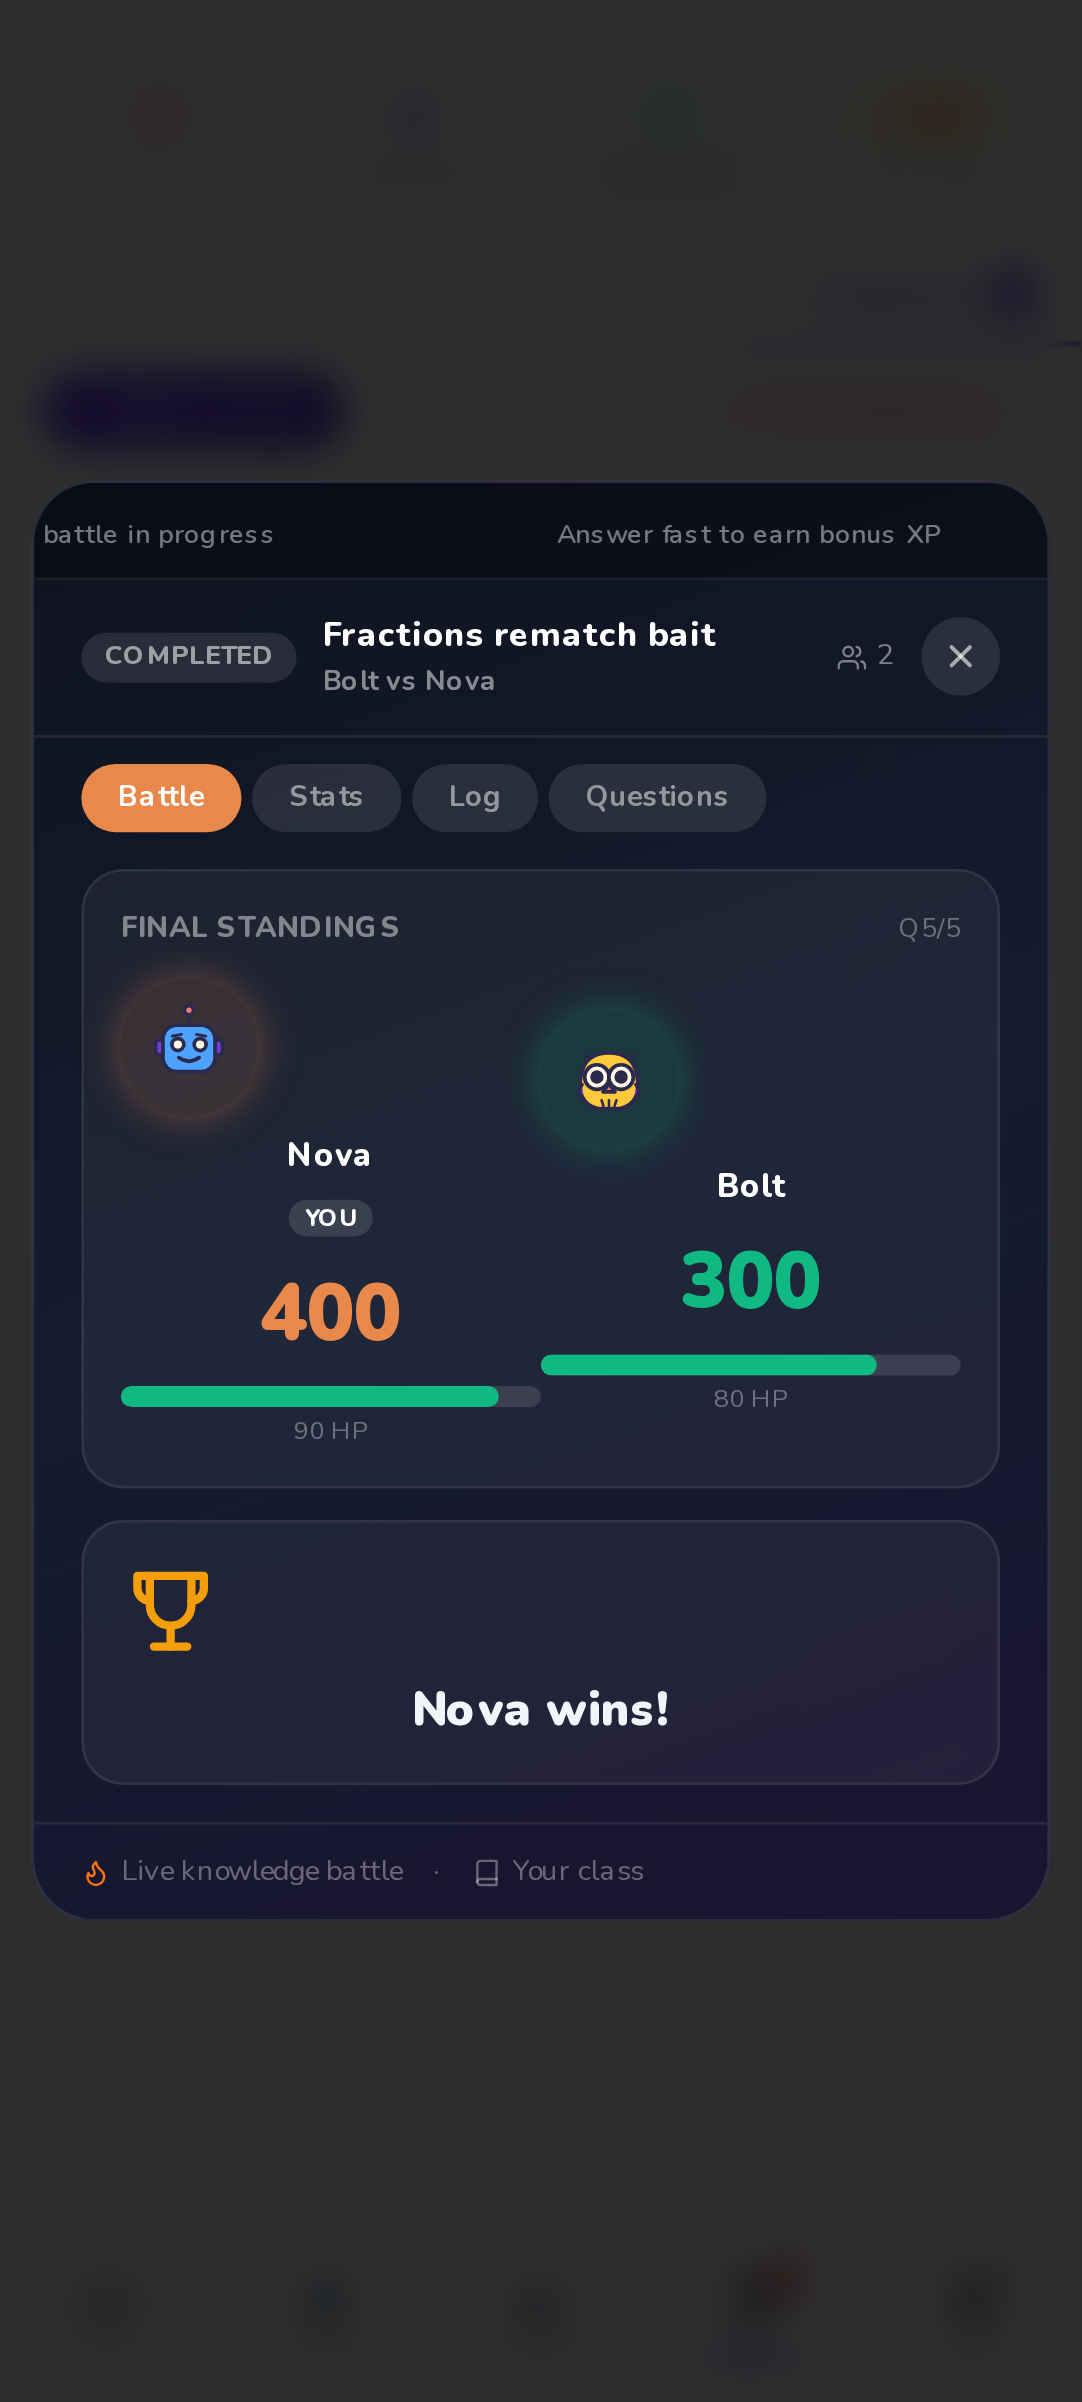 battle in progress Answer fast to earn bonus XP
COMPLETED
Fractions rematch bait
Bolt vs Nova
2
Battle Stats Log Questions
FINAL STANDINGS Q5/5
Nova
YOU
400
90 HP
Bolt
300
80 HP
Nova wins!
Live knowledge battle · Your class